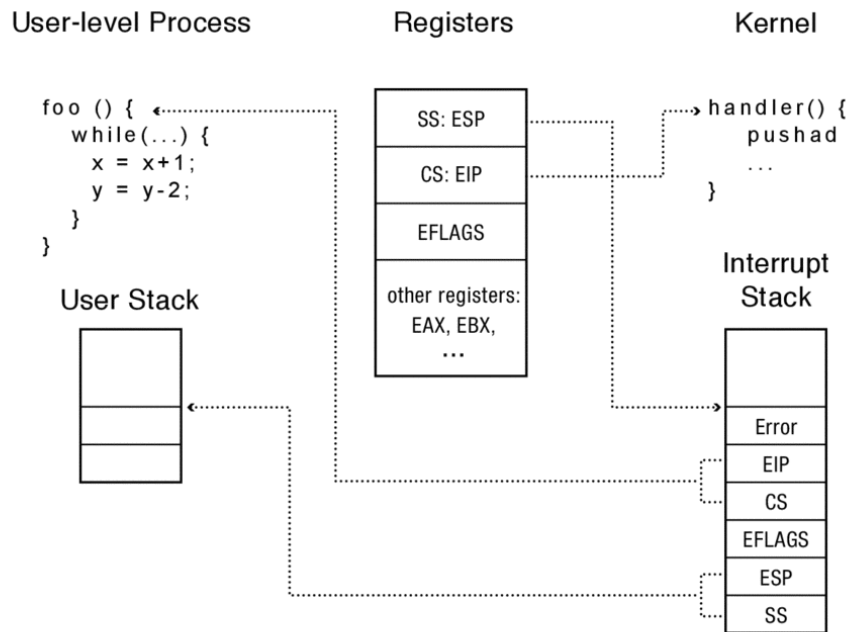 User-level Process
Registers
Kernel
foo () {
while(...) {
x = x+1;
y = y-2;
}
}
SS: ESP
CS: EIP
EFLAGS
other registers:
EAX, EBX,
...
handler() {
pushad
...
}
User Stack
Interrupt
Stack
Error
EIP
CS
EFLAGS
ESP
SS